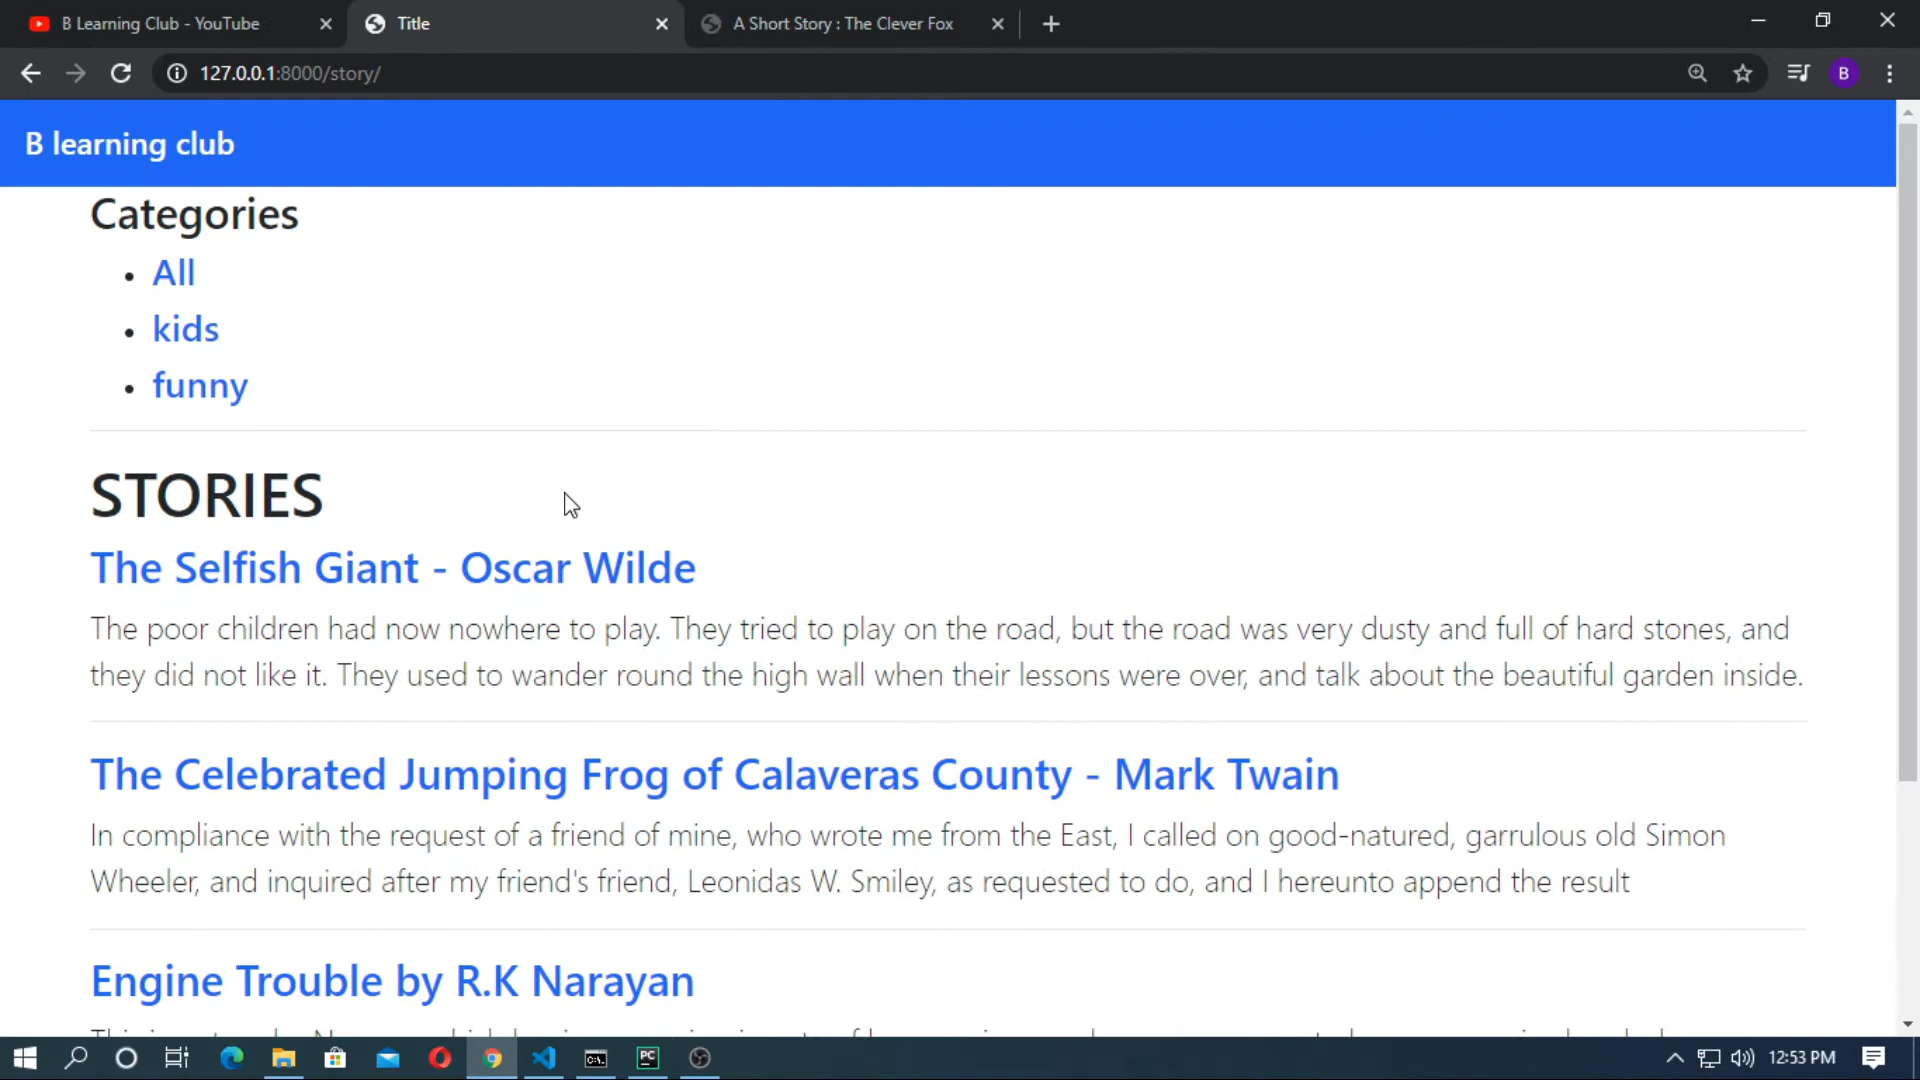 B Learning Club - YouTube
Title
A Short Story : The Clever Fox
127.0.0.1:8000/story/
B
B learning club
Categories
All
kids
funny
STORIES
The Selfish Giant - Oscar Wilde
The poor children had now nowhere to play. They tried to play on the road, but the road was very dusty and full of hard stones, and
they did not like it. They used to wander round the high wall when their lessons were over, and talk about the beautiful garden inside.
The Celebrated Jumping Frog of Calaveras County - Mark Twain
In compliance with the request of a friend of mine, who wrote me from the East, I called on good-natured, garrulous old Simon
Wheeler, and inquired after my friend's friend, Leonidas W. Smiley, as requested to do, and I hereunto append the result
Engine Trouble by R.K Narayan
PC
12:53 PM